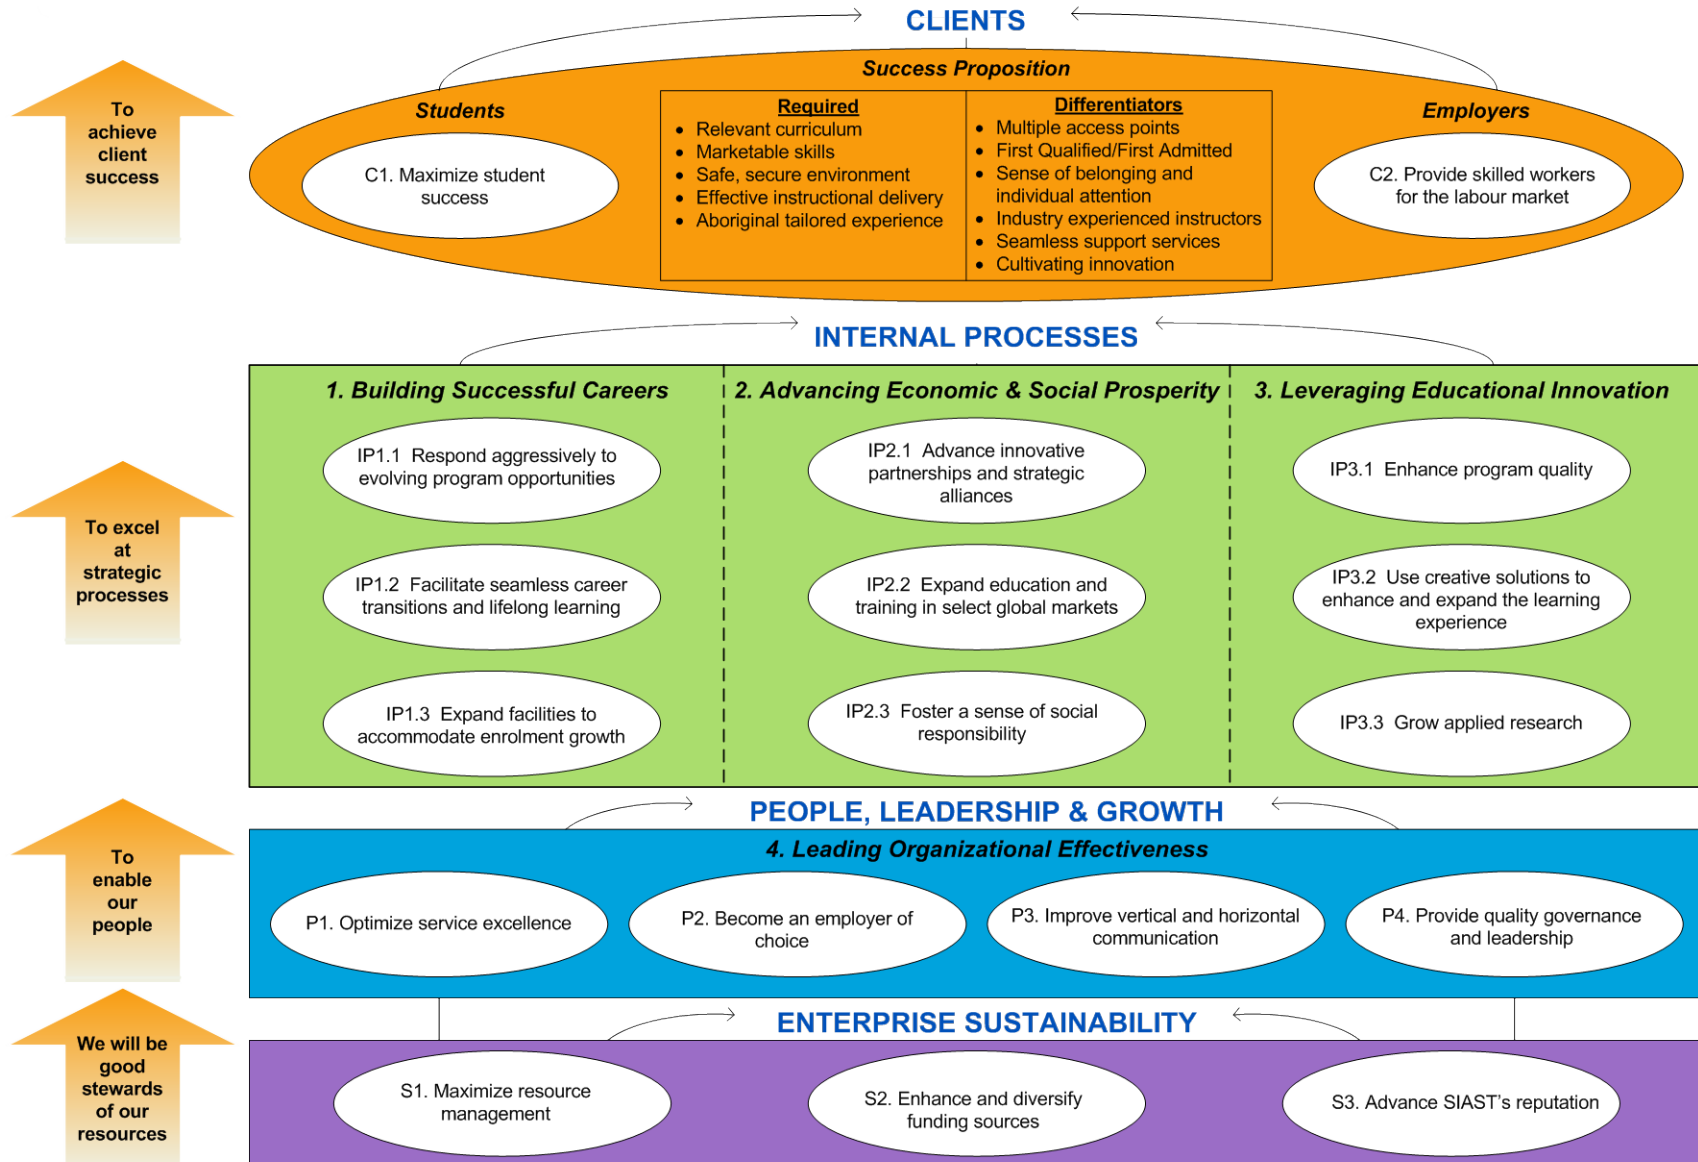 CLIENTS
To
achieve
client
success
Success Proposition
Students
C1. Maximize student
success
Required
• Relevant curriculum
• Marketable skills
• Safe, secure environment
• Effective instructional delivery
• Aboriginal tailored experience
Differentiators
• Multiple access points
• First Qualified/First Admitted
• Sense of belonging and
individual attention
• Industry experienced instructors
• Seamless support services
• Cultivating innovation
Employers
C2. Provide skilled workers
for the labour market
INTERNAL PROCESSES
To excel
at
strategic
processes
1. Building Successful Careers
IP1.1 Respond aggressively to
evolving program opportunities
IP1.2 Facilitate seamless career
transitions and lifelong learning
IP1.3 Expand facilities to
accommodate enrolment growth
2. Advancing Economic & Social Prosperity
IP2.1 Advance innovative
partnerships and strategic
alliances
IP2.2 Expand education and
training in select global markets
IP2.3 Foster a sense of social
responsibility
3. Leveraging Educational Innovation
IP3.1 Enhance program quality
IP3.2 Use creative solutions to
enhance and expand the learning
experience
IP3.3 Grow applied research
PEOPLE, LEADERSHIP & GROWTH
To
enable
our
people
4. Leading Organizational Effectiveness
P1. Optimize service excellence
P2. Become an employer of
choice
P3. Improve vertical and horizontal
communication
P4. Provide quality governance
and leadership
ENTERPRISE SUSTAINABILITY
We will be
good
stewards
of our
resources
S1. Maximize resource
management
S2. Enhance and diversify
funding sources
S3. Advance SIAST's reputation